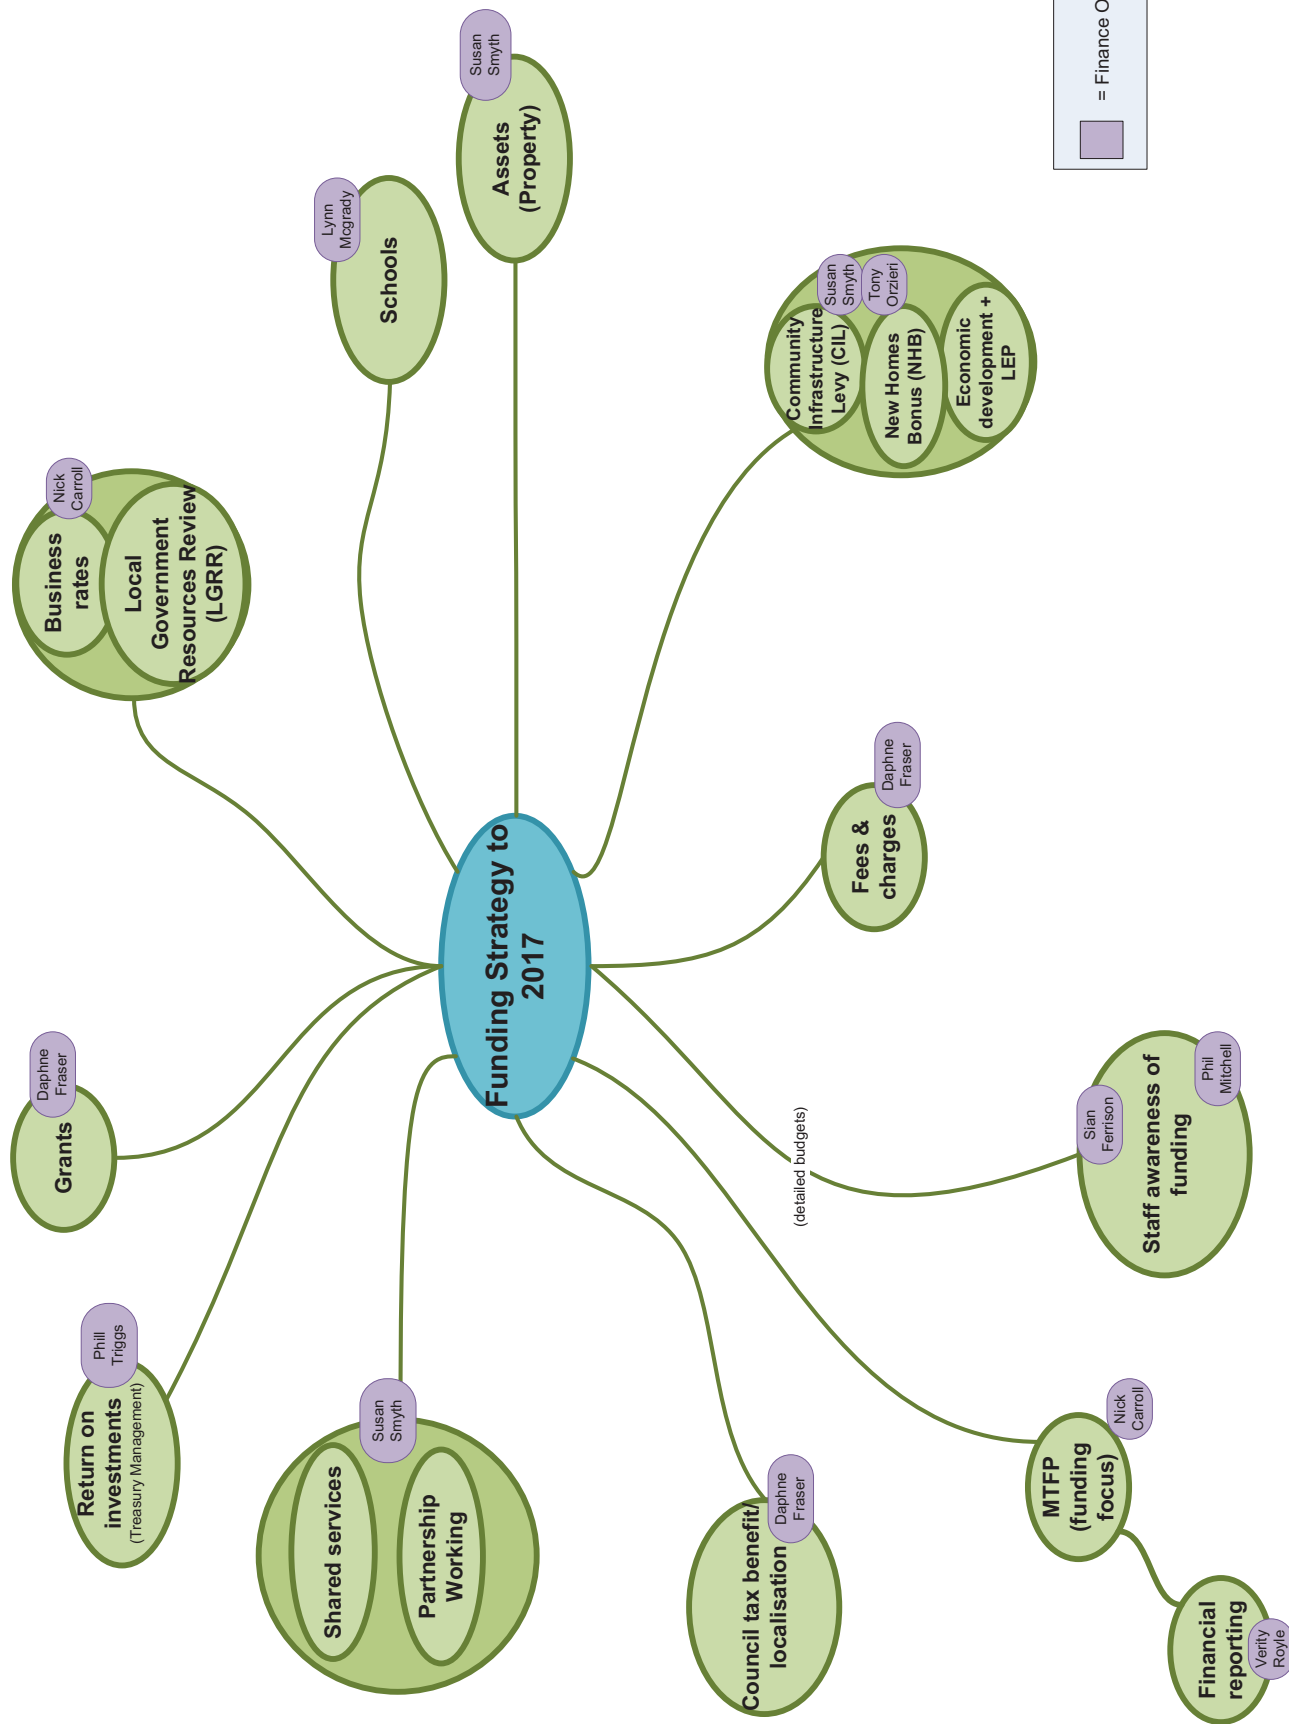 Return on
investments
(Treasury Management)
Phill
Triggs
Grants
Daphne
Fraser
Business
rates
Nick
Carroll
Local
Government
Resources Review
(LGRR)
Schools
Lynn
Mcgrady
Assets
(Property)
Susan
Smyth
Shared services
Partnership
Working
Susan
Smyth
Funding Strategy to
2017
Council tax benefit/
localisation
Daphne
Fraser
(detailed budgets)
Fees &
charges
Daphne
Fraser
Community
Infrastructure
Levy (CIL)
Susan
Smyth
Tony
Orzieri
New Homes
Bonus (NHB)
Economic
development +
LEP
MTFP
(funding
focus)
Nick
Carroll
Financial
reporting
Verity
Royle
Staff awareness of
funding
Sian
Ferrison
Phil
Mitchell
= Finance O